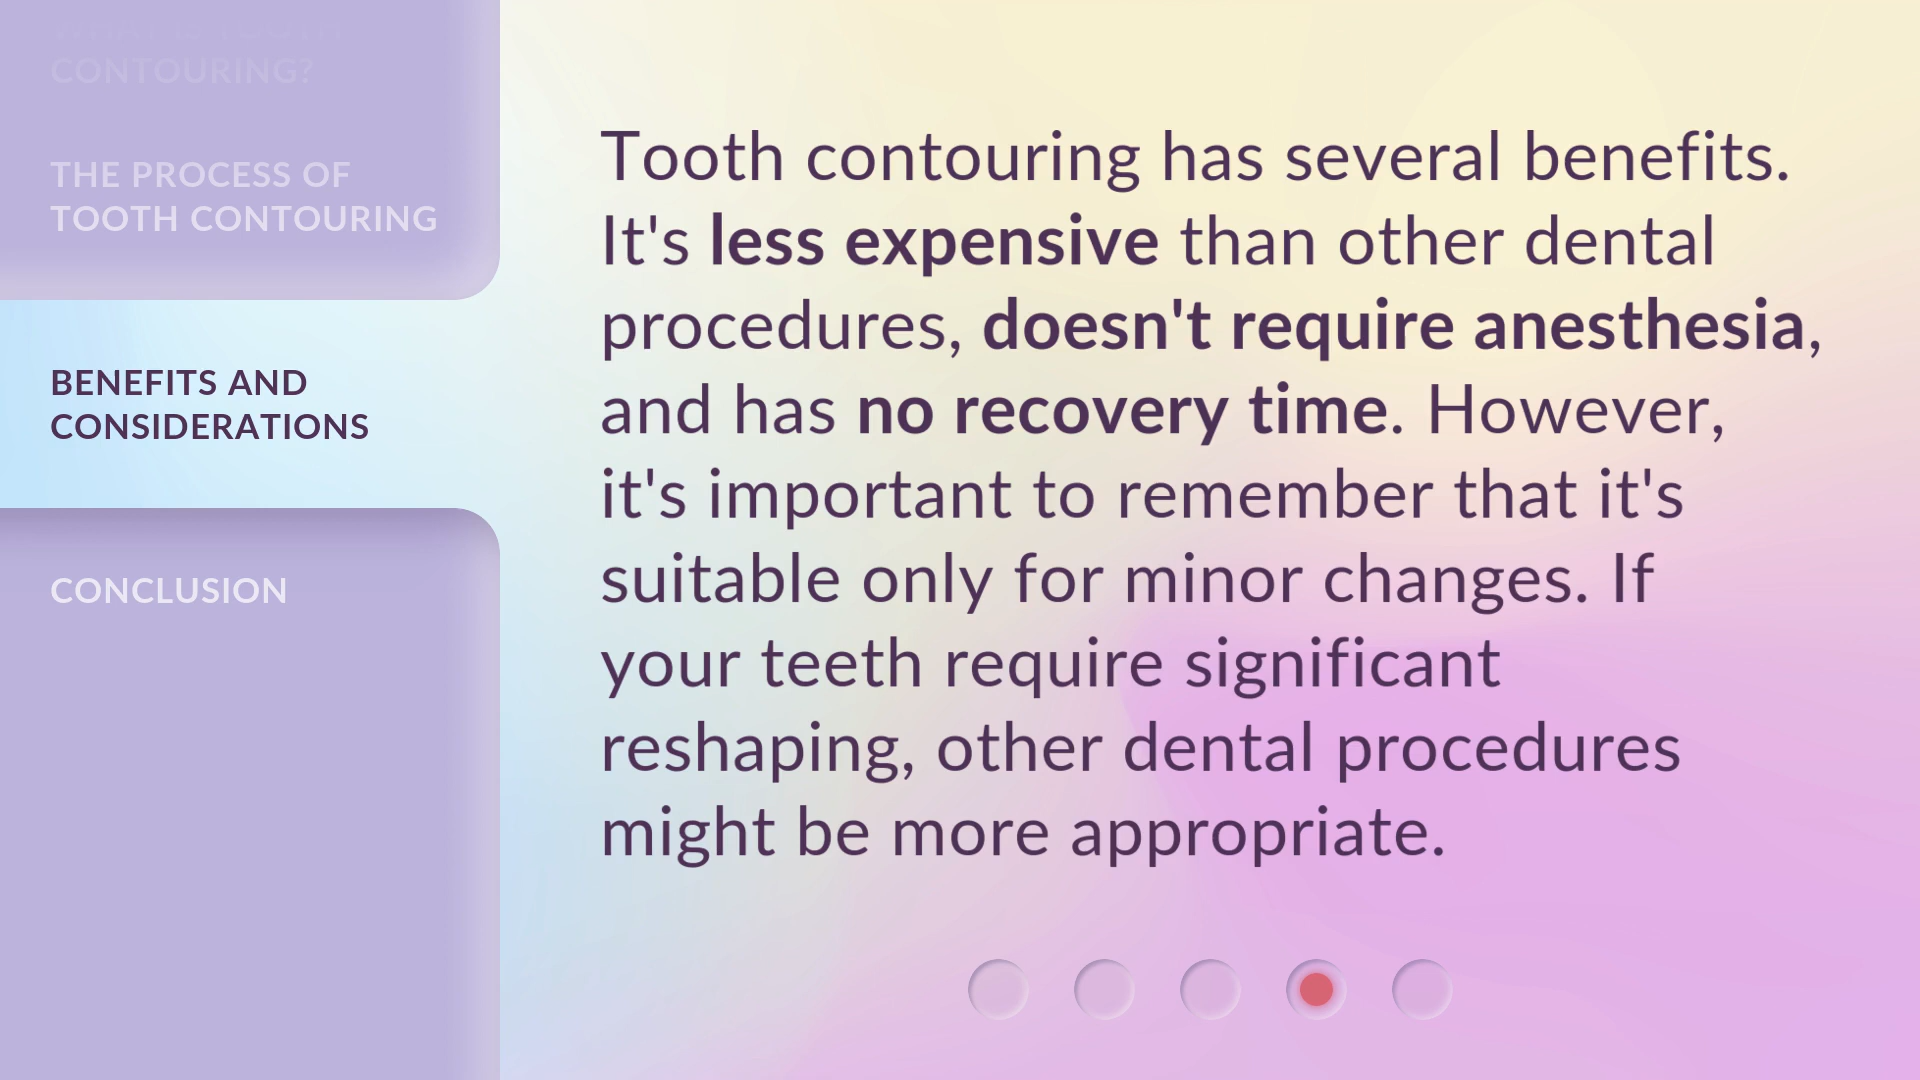 CONTOURING?
THE PROCESS OF
TOOTH CONTOURING
BENEFITS AND
CONSIDERATIONS
CONCLUSION
Tooth contouring has several benefits.
It's less expensive than other dental
procedures, doesn't require anesthesia,
and has no recovery time. However,
it's important to remember that it's
suitable only for minor changes. If
your teeth require significant
reshaping, other dental procedures
might be more appropriate.